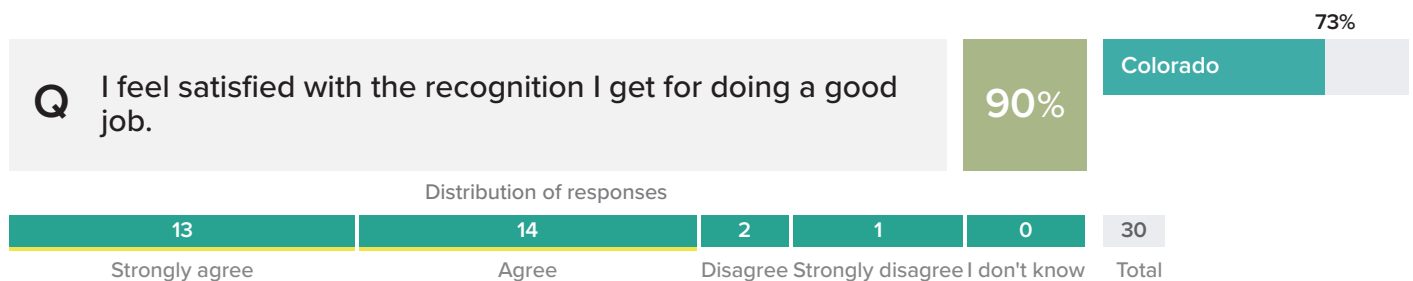 73%
Q
I feel satisfied with the recognition I get for doing a good
job.
90%
Colorado
Distribution of responses
13 14 2 1 0 30
Strongly agree Agree Disagree Strongly disagree I don't know Total